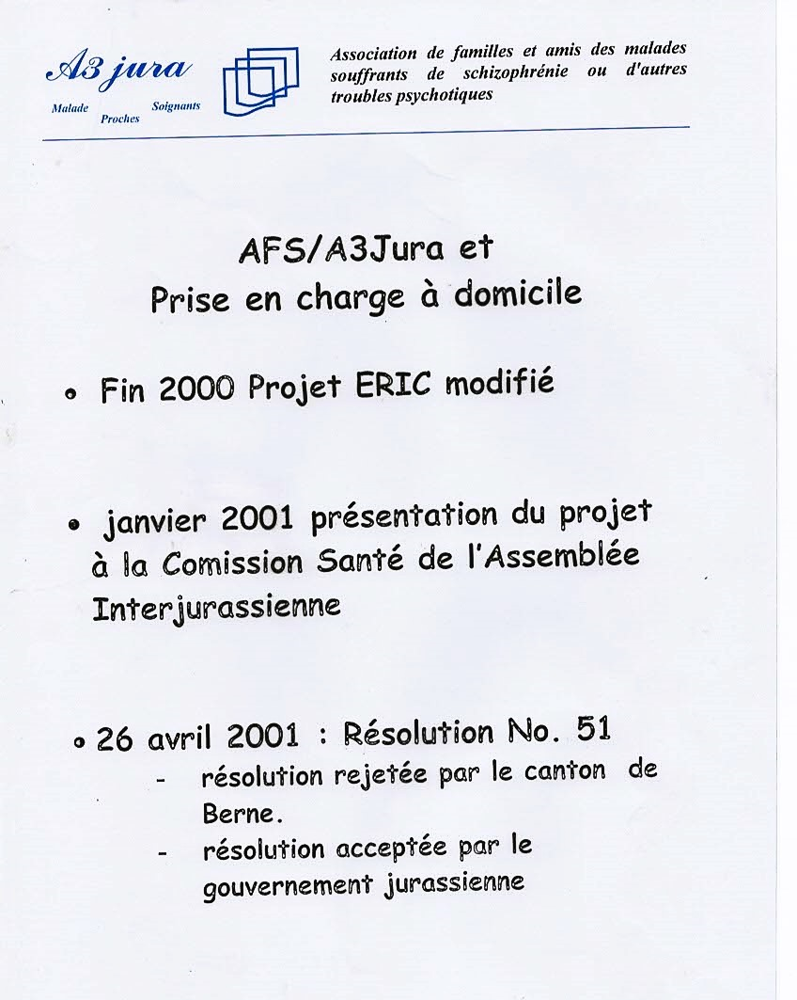 A3 jura
Malade
Proches
Soignants
Association de familles et amis des malades
souffrants de schizophrénie ou d'autres
troubles psychotiques
AFS/A3Jura et
Prise en charge à domicile
• Fin 2000 Projet ERIC modifié
• janvier 2001 présentation du projet
à la Comission Santé de l'Assemblée
Interjurassienne
• 26 avril 2001 : Résolution No. 51
- résolution rejetée par le canton de
Berne.
- résolution acceptée par le
gouvernement jurassienne